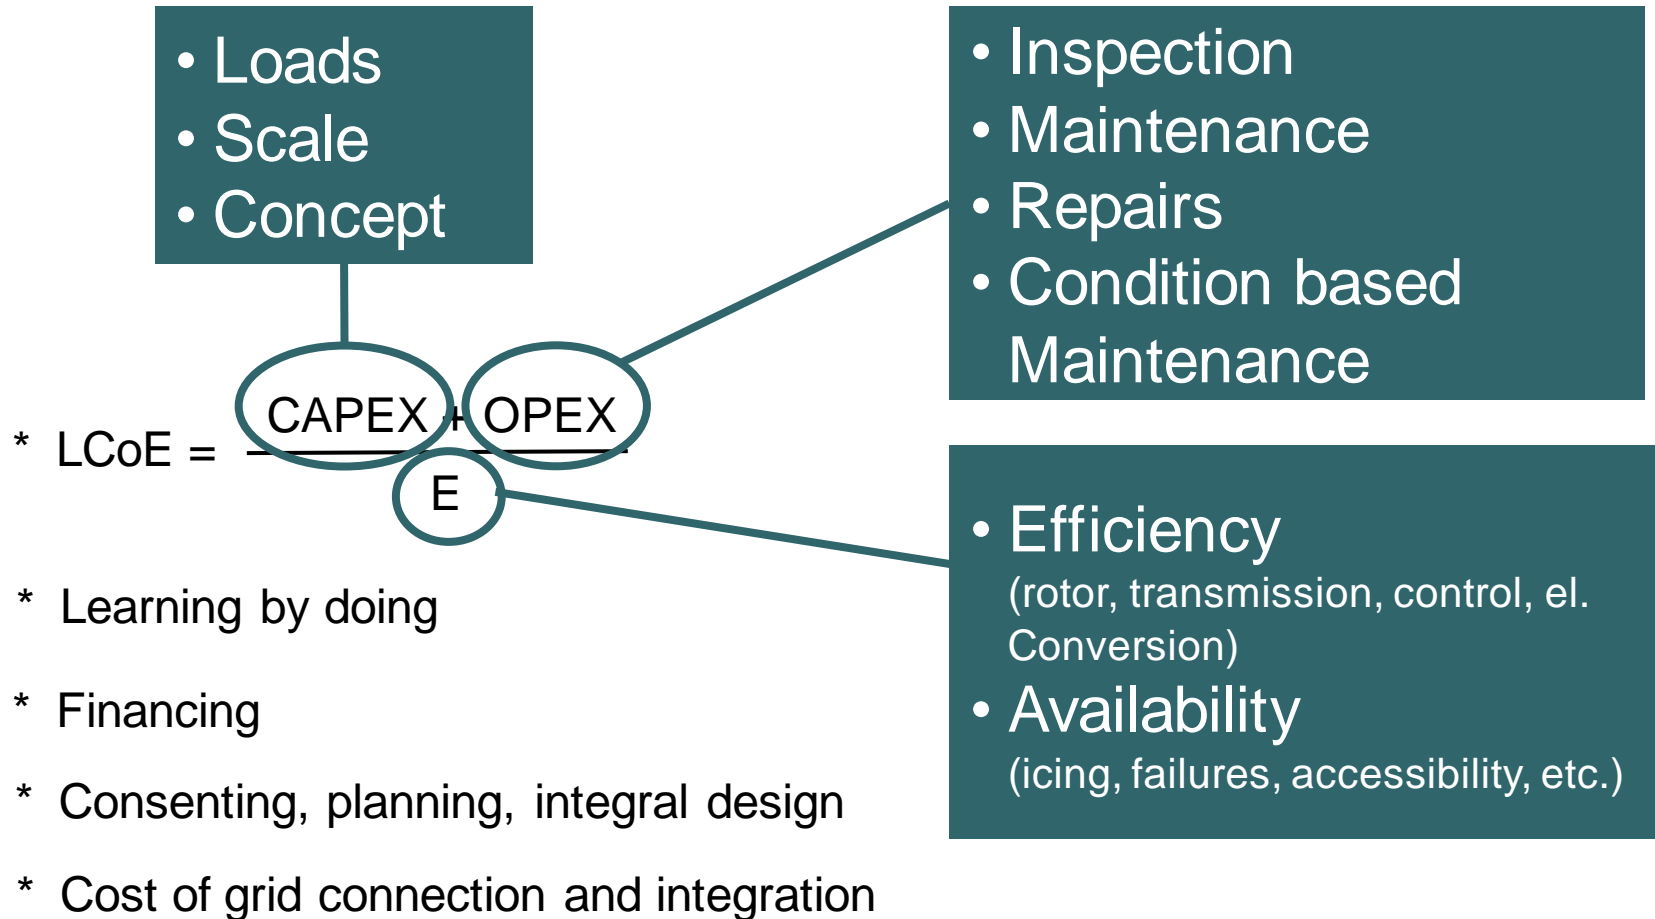 • Loads
• Scale
• Concept
• Inspection
• Maintenance
• Repairs
• Condition based
Maintenance
CAPEX + OPEX
* LCoE =
E
• Efficiency
(rotor, transmission, control, el.
Conversion)
• Availability
(icing, failures, accessibility, etc.)
* Learning by doing
* Financing
* Consenting, planning, integral design
* Cost of grid connection and integration